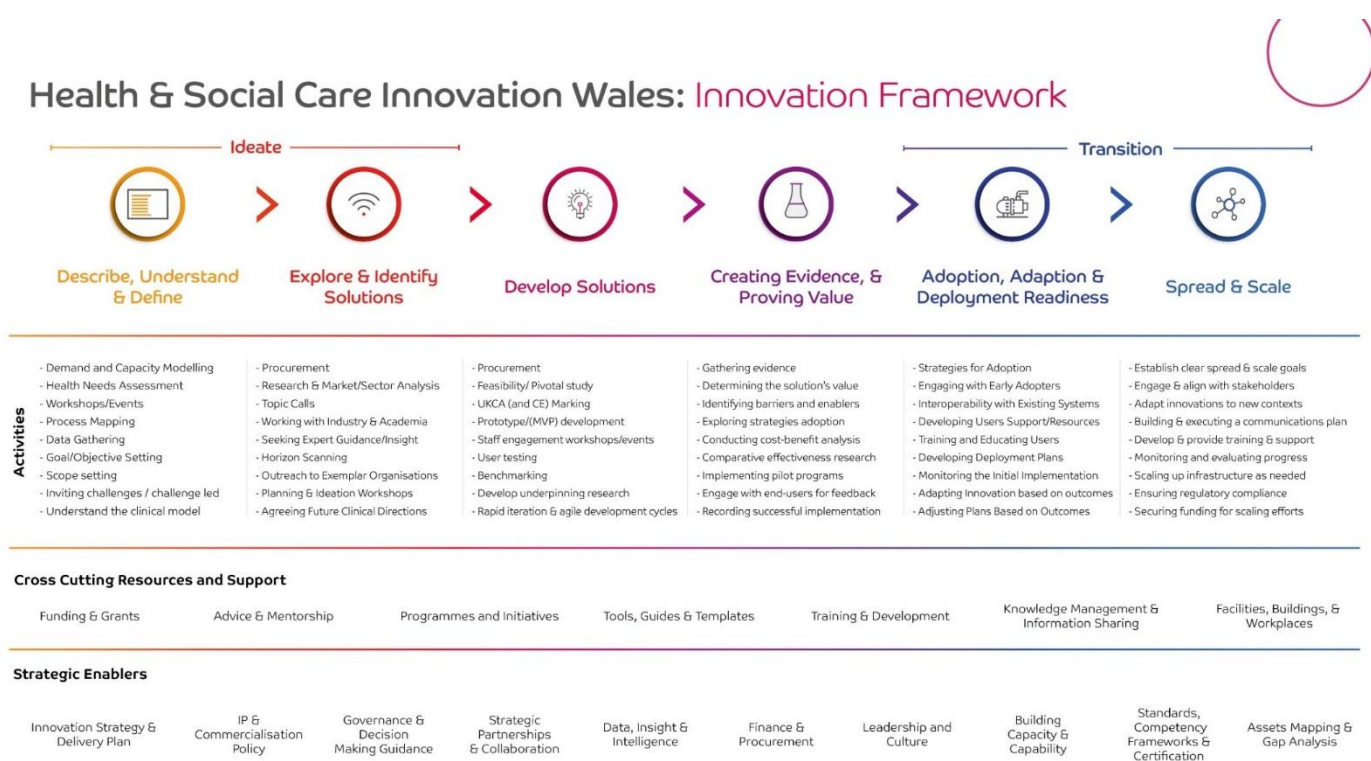 Health & Social Care Innovation Wales: Innovation Framework
Ideate
Transition
Describe, Understand
& Define
Explore & Identify
Solutions
Develop Solutions
Creating Evidence, &
Proving Value
Adoption, Adaption &
Deployment Readiness
Spread & Scale
Activities
- Demand and Capacity Modelling
- Health Needs Assessment
- Workshops/Events
- Process Mapping
- Data Gathering
- Goal/Objective Setting
- Scope setting
- Inviting challenges / challenge led
- Understand the clinical model
- Procurement
- Research & Market/Sector Analysis
- Topic Calls
- Working with Industry & Academia
- Seeking Expert Guidance/Insight
- Horizon Scanning
- Outreach to Exemplar Organisations
- Planning & Ideation Workshops
- Agreeing Future Clinical Directions
- Procurement
- Feasibility/ Pivotal study
- UKCA (and CE) Marking
- Prototype/(MVP) development
- Staff engagement workshops/events
- User testing
- Benchmarking
- Develop underpinning research
- Rapid iteration & agile development cycles
- Gathering evidence
- Determining the solution's value
- Identifying barriers and enablers
- Exploring strategies adoption
- Conducting cost-benefit analysis
- Comparative effectiveness research
- Implementing pilot programs
- Engage with end-users for feedback
- Recording successful implementation
- Strategies for Adoption
- Engaging with Early Adopters
- Interoperability with Existing Systems
- Developing Users Support/Resources
- Training and Educating Users
- Developing Deployment Plans
- Monitoring the Initial Implementation
- Adapting Innovation based on outcomes
- Adjusting Plans Based on Outcomes
- Establish clear spread & scale goals
- Engage & align with stakeholders
- Adapt innovations to new contexts
- Building & executing a communications plan
- Develop & provide training & support
- Monitoring and evaluating progress
- Scaling up infrastructure as needed
- Ensuring regulatory compliance
- Securing funding for scaling efforts
Cross Cutting Resources and Support
Funding & Grants
Advice & Mentorship
Programmes and Initiatives
Tools, Guides & Templates
Training & Development
Knowledge Management &
Information Sharing
Facilities, Buildings, &
Workplaces
Strategic Enablers
Innovation Strategy &
Delivery Plan
IP &
Commercialisation
Policy
Governance &
Decision
Making Guidance
Strategic
Partnerships
& Collaboration
Data, Insight &
Intelligence
Finance &
Procurement
Leadership and
Culture
Building
Capacity &
Capability
Standards,
Competency
Frameworks &
Certification
Assets Mapping &
Gap Analysis